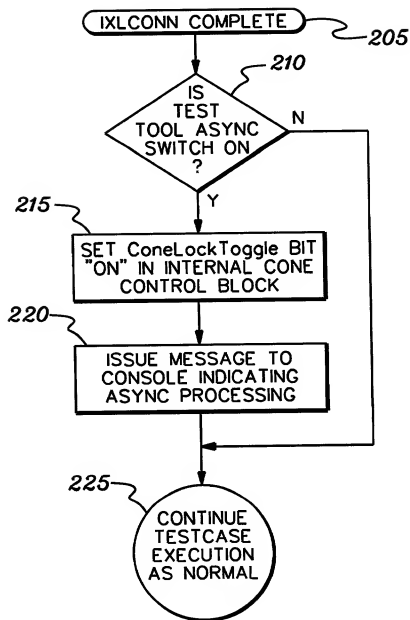 IXLCONN COMPLETE
205
210
IS
TEST
TOOL ASYNC
SWITCH ON
?
N
Y
215
SET ConeLockToggle BIT
"ON" IN INTERNAL CONE
CONTROL BLOCK
220
ISSUE MESSAGE TO
CONSOLE INDICATING
ASYNC PROCESSING
225
CONTINUE
TESTCASE
EXECUTION
AS NORMAL